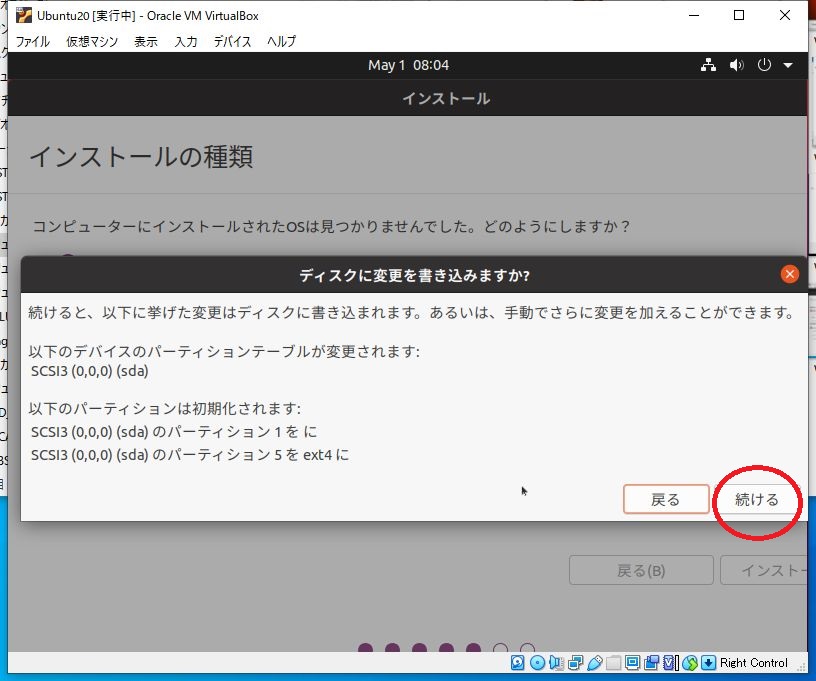 Ubuntu20 [実行中] - Oracle VM VirtualBox
ファイル 仮想マシン 表示 入力 デバイス ヘルプ
May 1 08:04
インストール
インストールの種類
コンピューターにインストールされたOSは見つかりませんでした。どのようにしますか？
ディスクに変更を書き込みますか?
続けると、以下に挙げた変更はディスクに書き込まれます。あるいは、手動でさらに変更を加えることができます。
以下のデバイスのパーティションテーブルが変更されます:
SCSI3 (0,0,0) (sda)
以下のパーティションは初期化されます:
SCSI3 (0,0,0) (sda) のパーティション 1 を に
SCSI3 (0,0,0) (sda) のパーティション 5 を ext4 に
戻る 続ける
戻る(B) インストー
Right Control